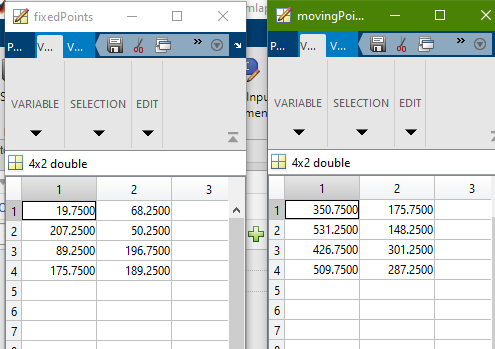 fixedPoints
P... V... V...
VARIABLE SELECTION EDIT
4x2 double
1 2 3
1 19.7500 68.2500
2 207.2500 50.2500
3 89.2500 196.7500
4 175.7500 189.2500
5
6
7
8
Inpu
movingPoi...
P... V... V...
VARIABLE SELECTION EDIT
4x2 double
1 2 3
1 350.7500 175.7500
2 531.2500 148.2500
3 426.7500 301.2500
4 509.7500 287.2500
5
6
7
8